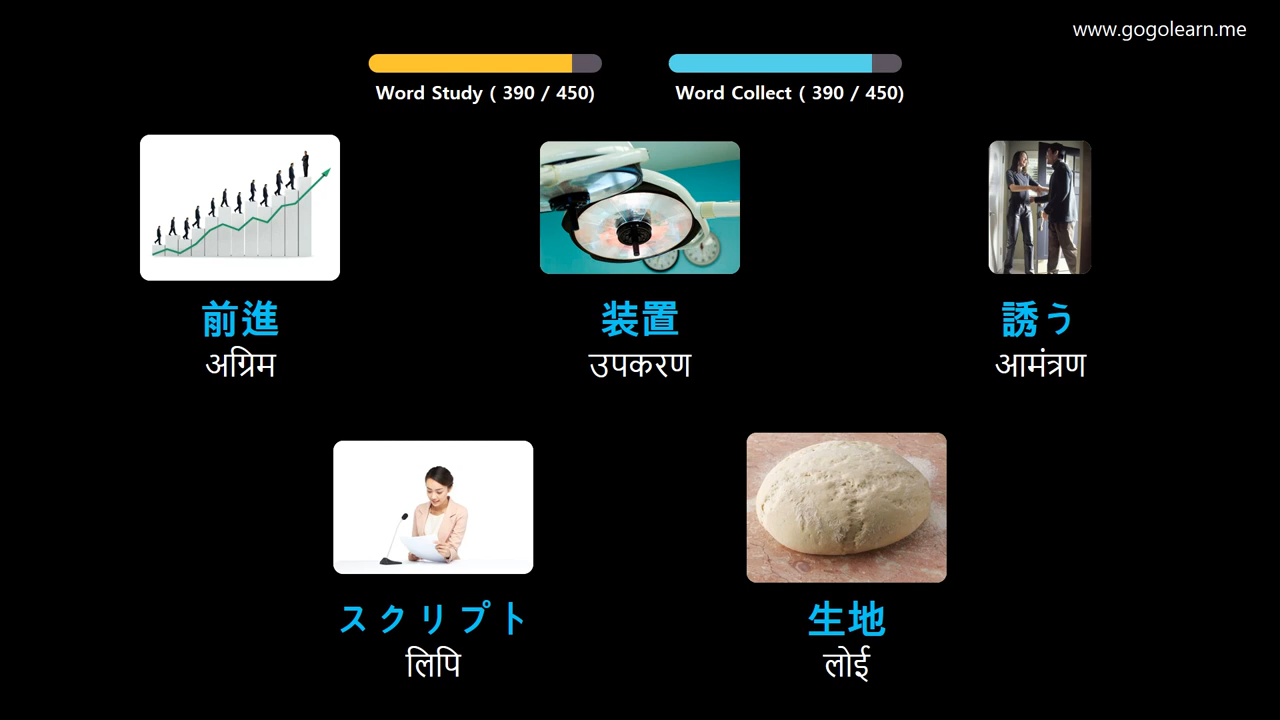 www.gogolearn.me
Word Study ( 390 / 450)
Word Collect ( 390 / 450)
前進
अग्रिम
装置
उपकरण
誘う
आमंत्रण
スクリプト
लिपि
生地
लोई